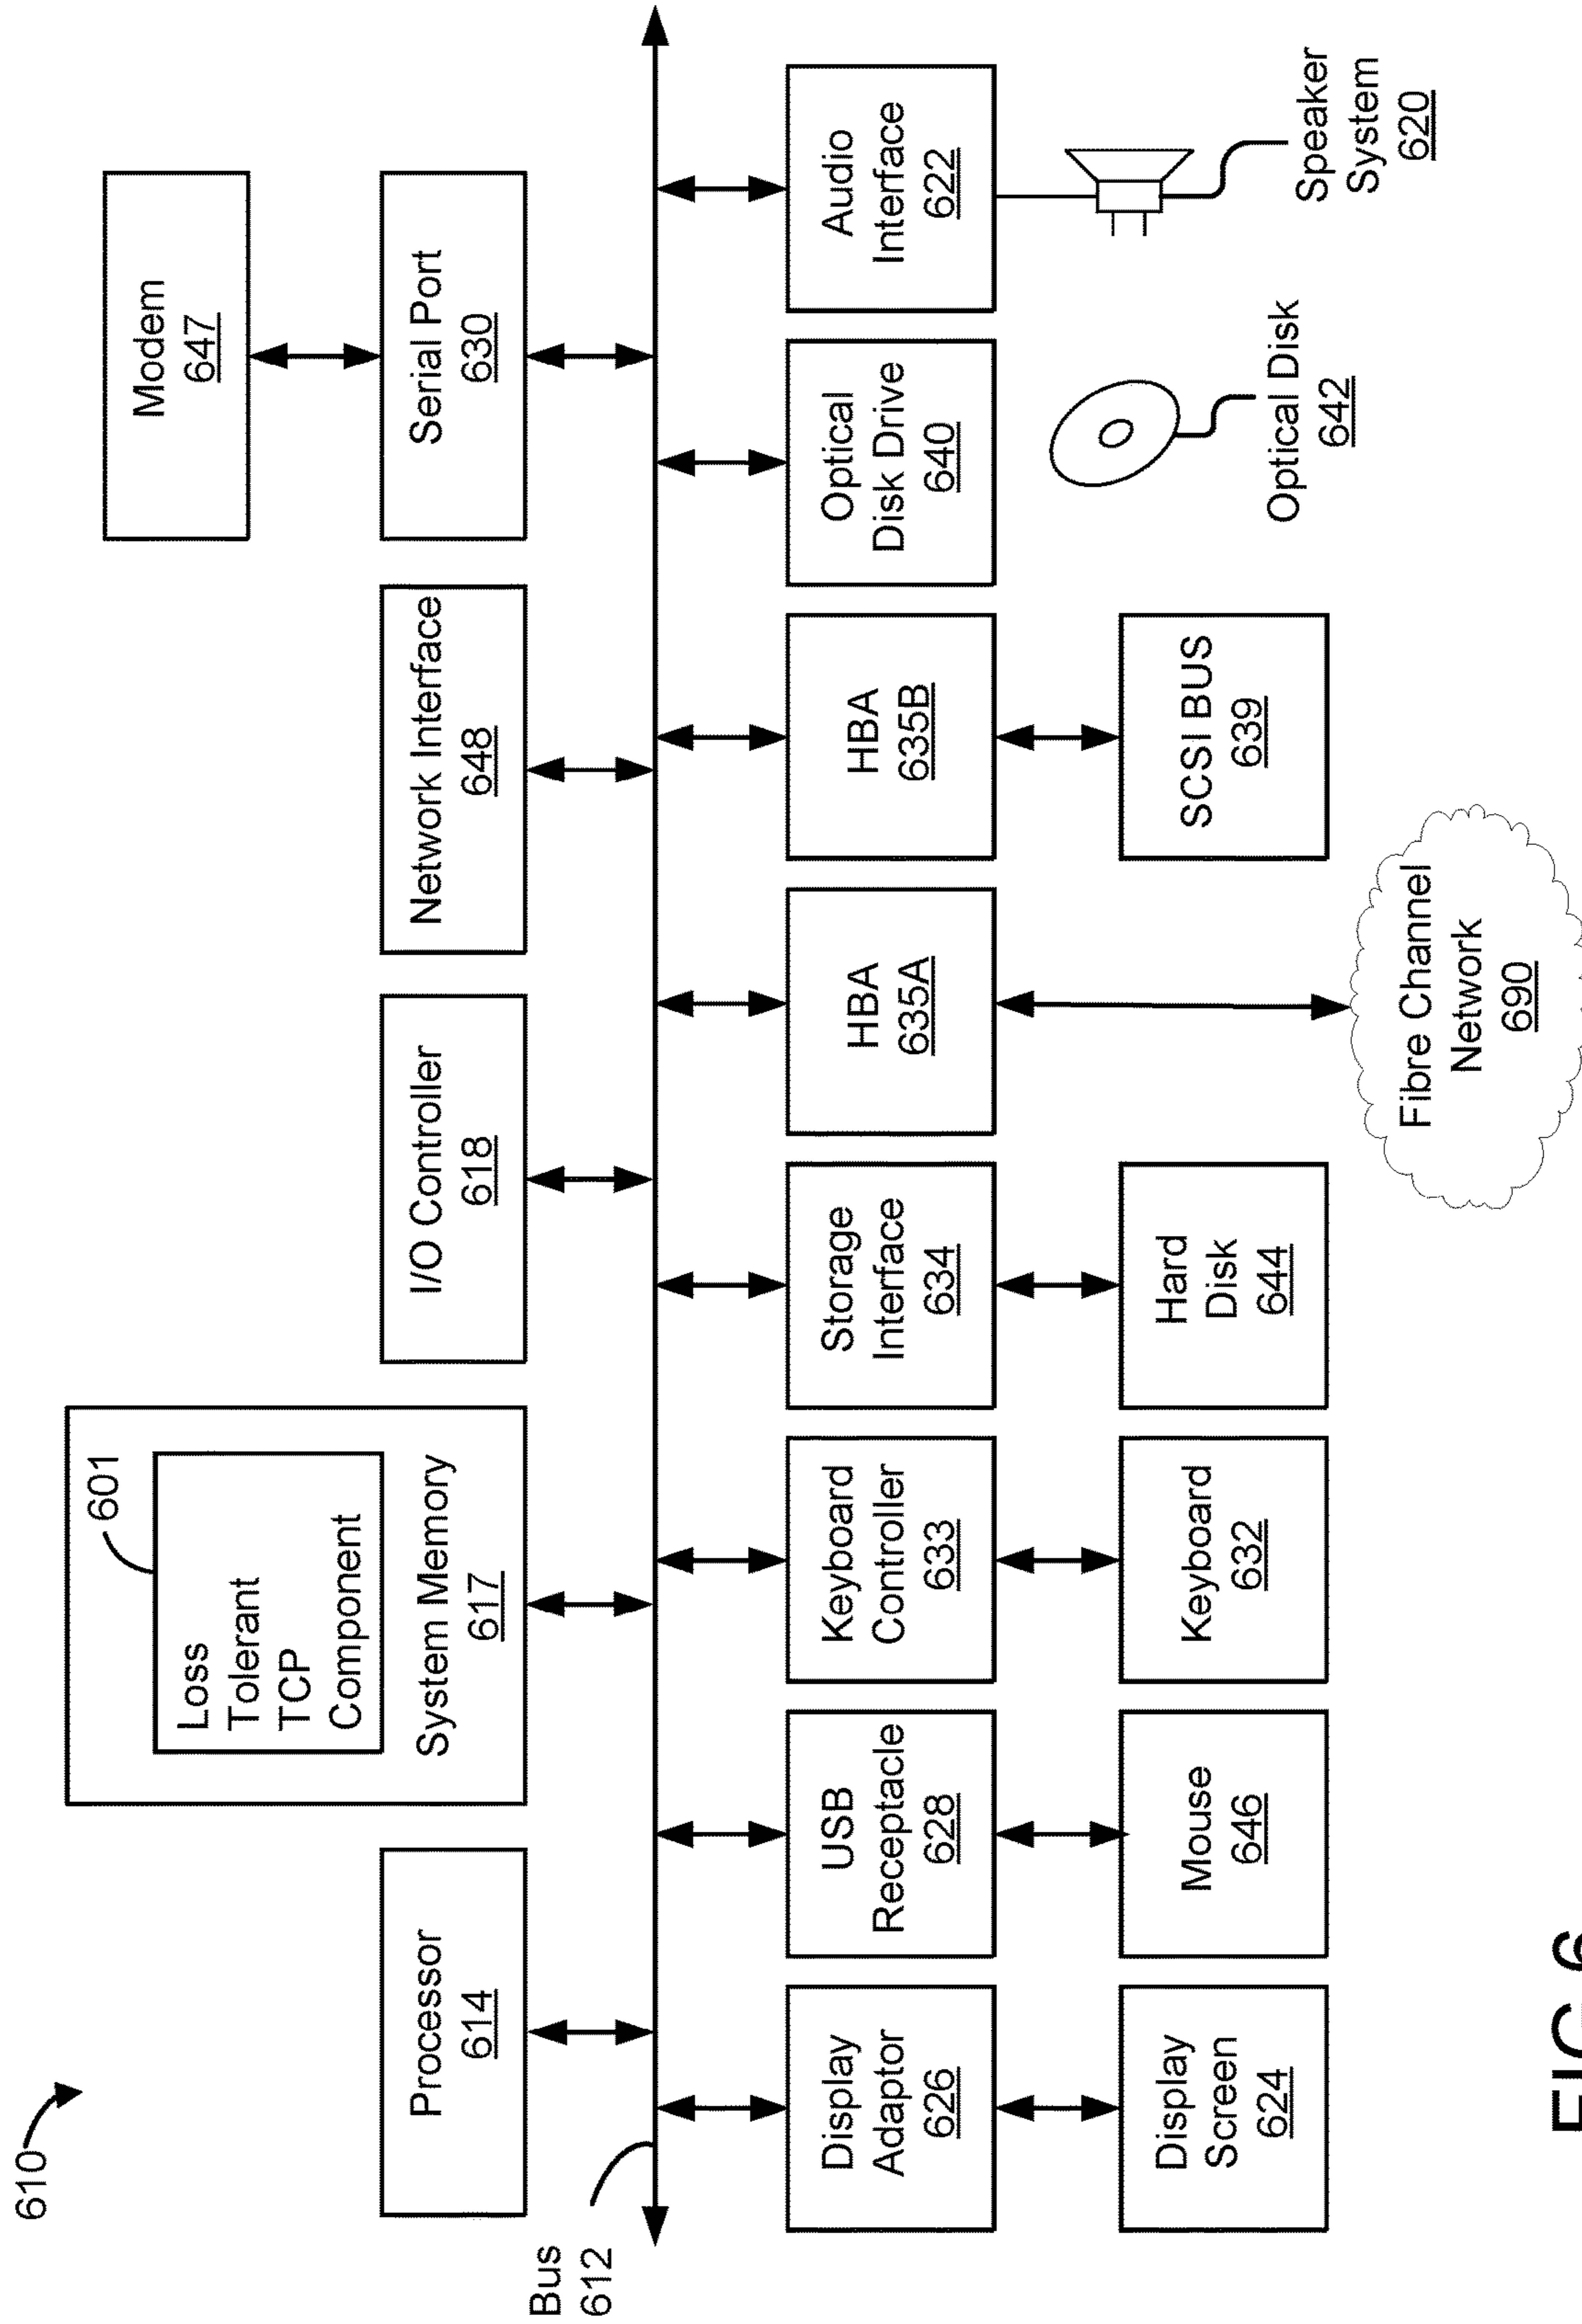 610
Modem
647
Loss
Tolerant
TCP
Component
601
System Memory
617
Processor
614
I/O Controller
618
Network Interface
648
Serial Port
630
Bus
612
Display
Adaptor
626
USB
Receptacle
628
Keyboard
Controller
633
Storage
Interface
634
HBA
635A
HBA
635B
Optical
Disk Drive
640
Audio
Interface
622
Display
Screen
624
Mouse
646
Keyboard
632
Hard
Disk
644
SCSI BUS
639
Optical Disk
642
Speaker
System
620
Fibre Channel
Network
690
FIG 6